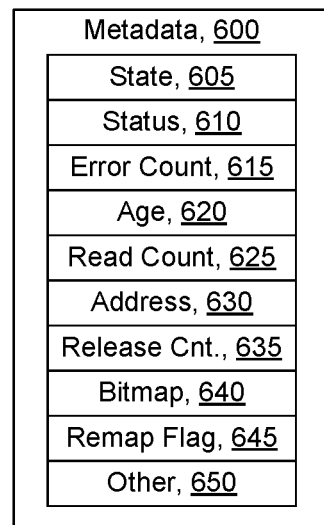 Metadata, 600
State, 605
Status, 610
Error Count, 615
Age, 620
Read Count, 625
Address, 630
Release Cnt., 635
Bitmap, 640
Remap Flag, 645
Other, 650